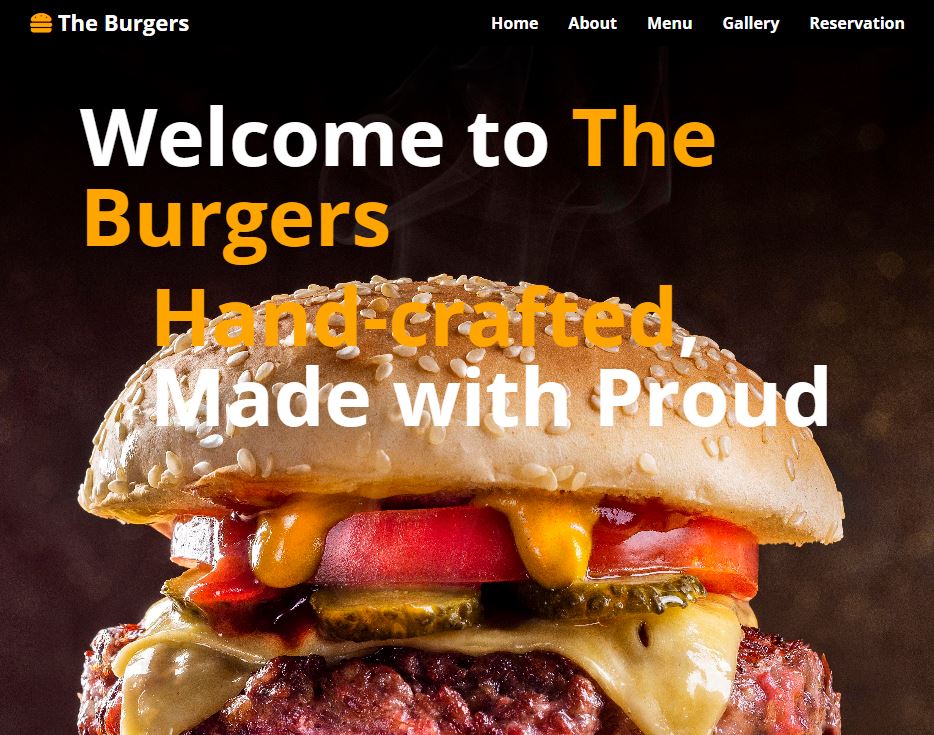 The Burgers Home About Menu Gallery Reservation
Welcome to The
Burgers
Hand-crafted,
Made with Proud